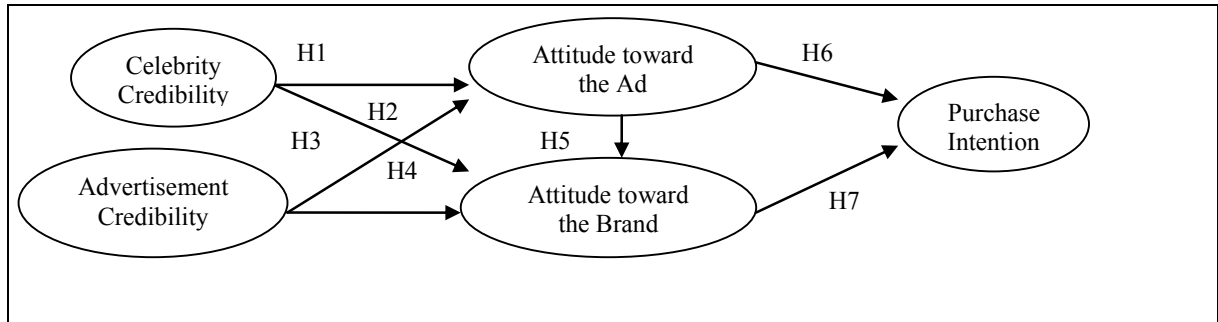 H1
Celebrity
Credibility
Attitude toward
the Ad
H6
H2
Purchase
Intention
H3
H5
H4
Advertisement
Credibility
Attitude toward
the Brand
H7